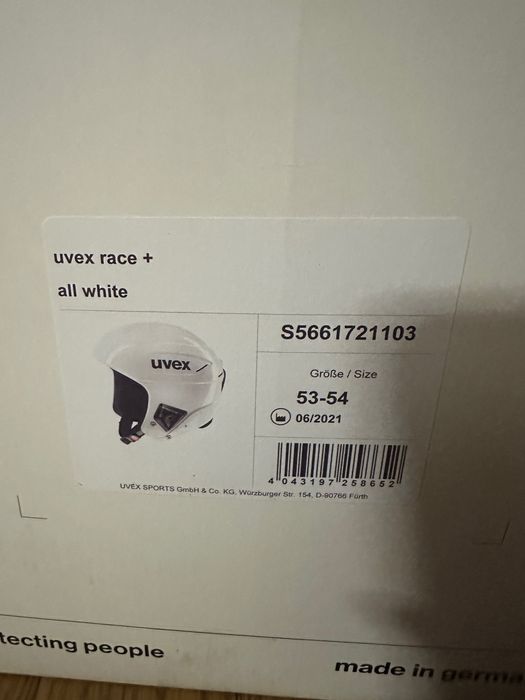 uvex race +
all white
uvex
S5661721103
Größe / Size
53-54
06/2021
4 043197 258652
UVEX SPORTS GmbH & Co. KG, Würzburger Str. 154, D-90766 Fürth
tecting people
made in germa